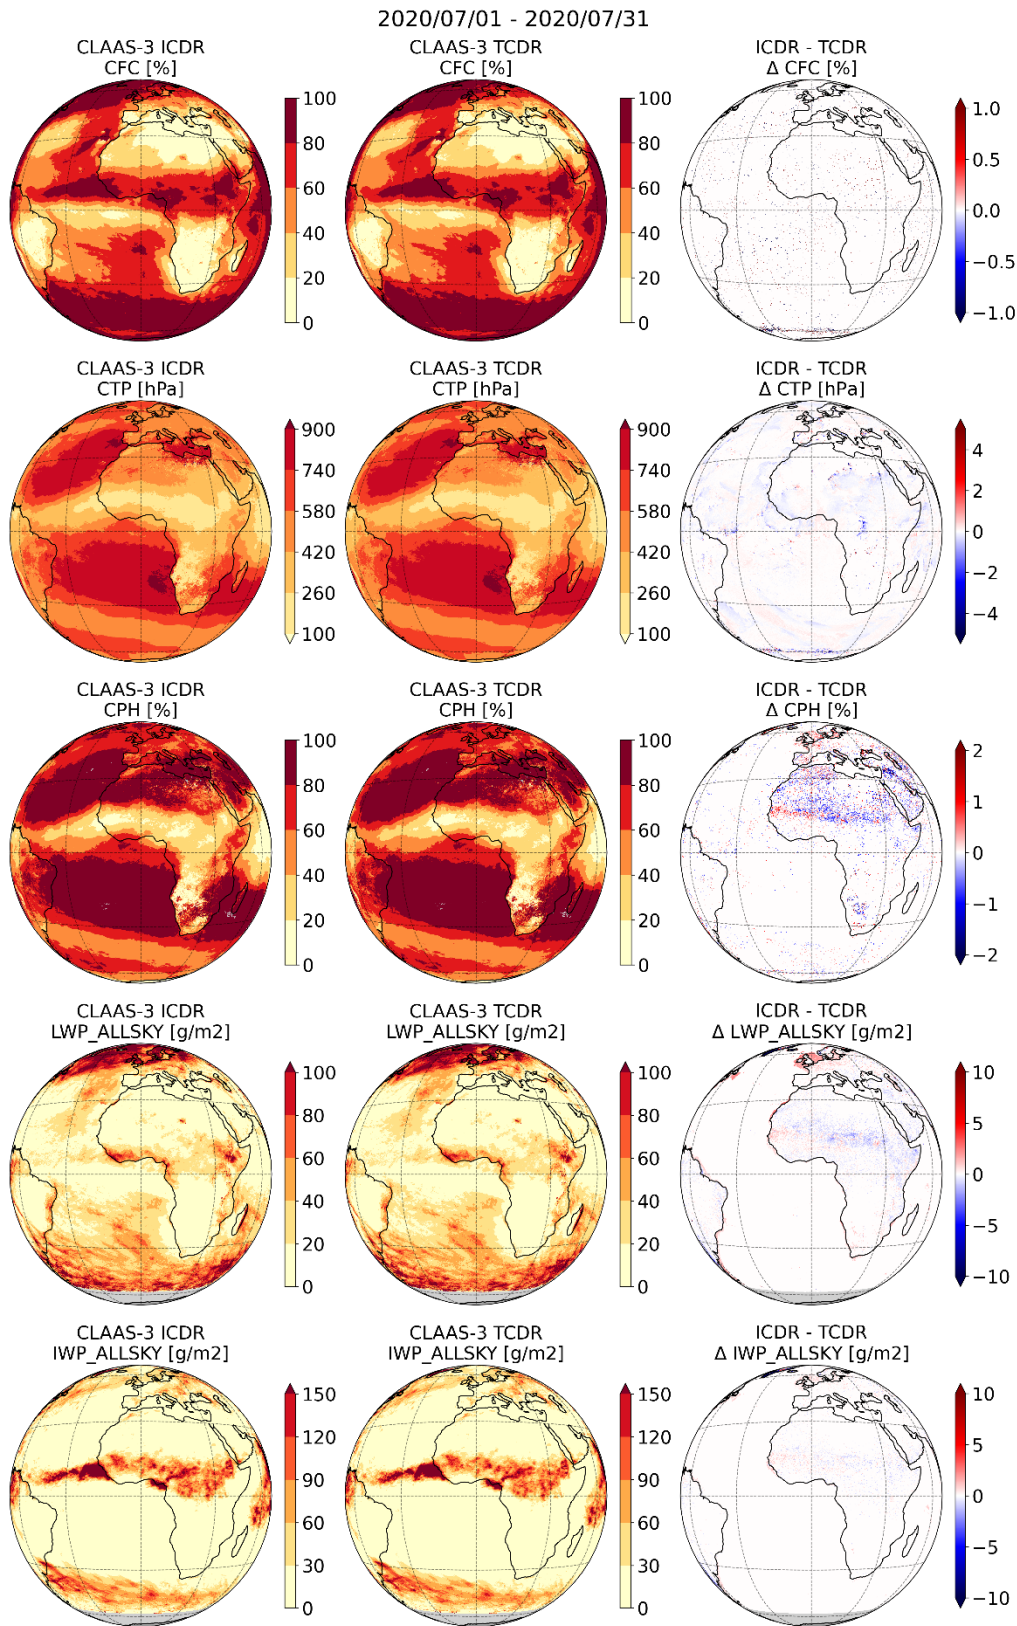 2020/07/01 - 2020/07/31
CLAAS-3 ICDR
CFC [%]
CLAAS-3 TCDR
CFC [%]
ICDR - TCDR
Δ CFC [%]
100
80
60
40
20
0
100
80
60
40
20
0
1.0
0.5
0.0
−0.5
−1.0
CLAAS-3 ICDR
CTP [hPa]
CLAAS-3 TCDR
CTP [hPa]
ICDR - TCDR
Δ CTP [hPa]
900
740
580
420
260
100
900
740
580
420
260
100
4
2
0
−2
−4
CLAAS-3 ICDR
CPH [%]
CLAAS-3 TCDR
CPH [%]
ICDR - TCDR
Δ CPH [%]
100
80
60
40
20
0
100
80
60
40
20
0
2
1
0
−1
−2
CLAAS-3 ICDR
LWP_ALLSKY [g/m2]
CLAAS-3 TCDR
LWP_ALLSKY [g/m2]
ICDR - TCDR
Δ LWP_ALLSKY [g/m2]
100
80
60
40
20
0
100
80
60
40
20
0
10
5
0
−5
−10
CLAAS-3 ICDR
IWP_ALLSKY [g/m2]
CLAAS-3 TCDR
IWP_ALLSKY [g/m2]
ICDR - TCDR
Δ IWP_ALLSKY [g/m2]
150
120
90
60
30
0
150
120
90
60
30
0
10
5
0
−5
−10